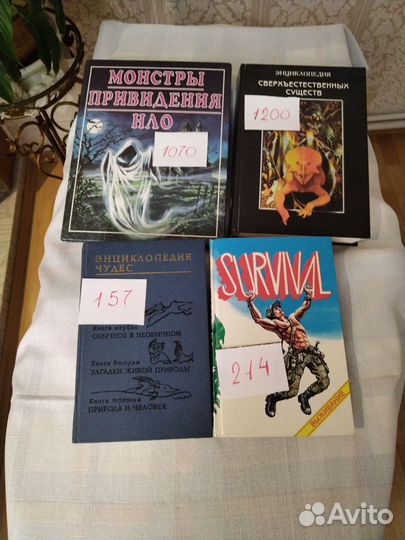 МОНСТРЫ
ПРИВИДЕНИЯ
НЛО
1070
ЭНЦИКЛОПЕДИЯ
СВЕРХЪЕСТЕСТВЕННЫХ
СУЩЕСТВ
1200
ЭНЦИКЛОПЕДИЯ
ЧУДЕС
157
Книга первая
ОБЫЧНОЕ В НЕОБЫЧНОМ
Книга вторая
ЗАГАДКИ ЖИВОЙ ПРИРОДЫ
Книга третья
ПРИРОДА И ЧЕЛОВЕК
SURVIVAL
214
ВЫЖИВАНИЕ
Avito